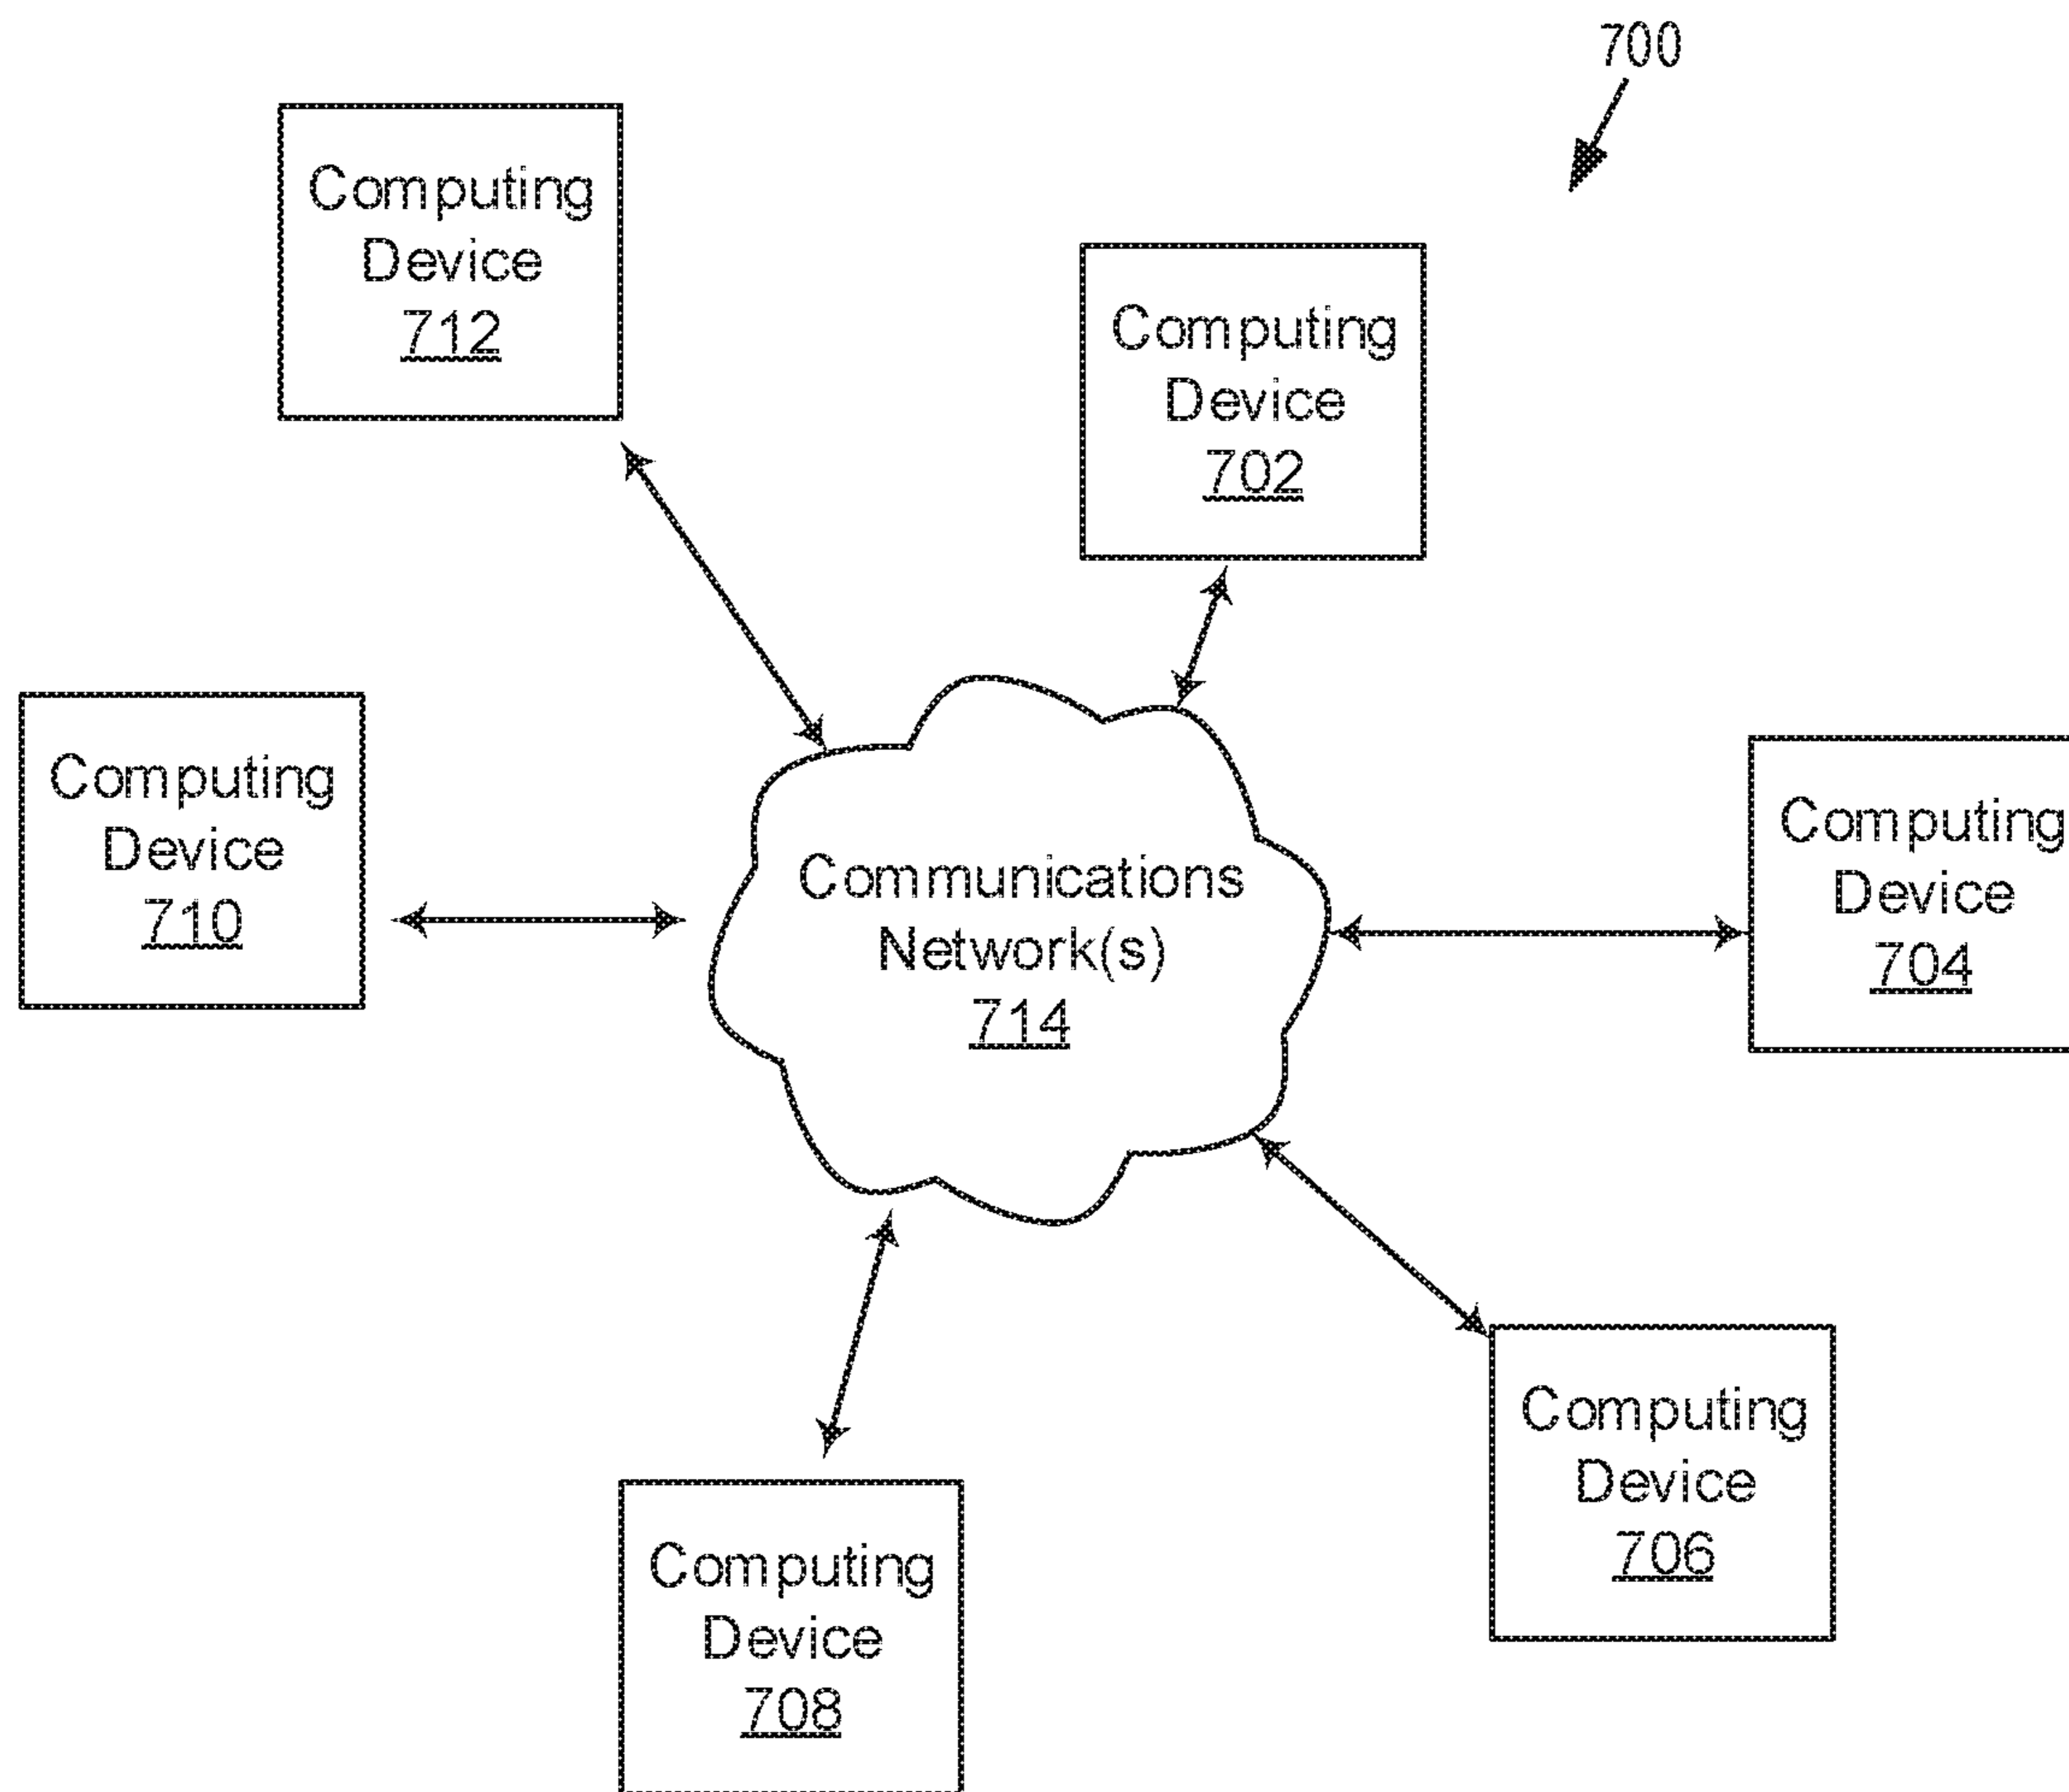 700
Computing
Device
712
Computing
Device
702
Computing
Device
710
Communications
Network(s)
714
Computing
Device
704
Computing
Device
706
Computing
Device
708